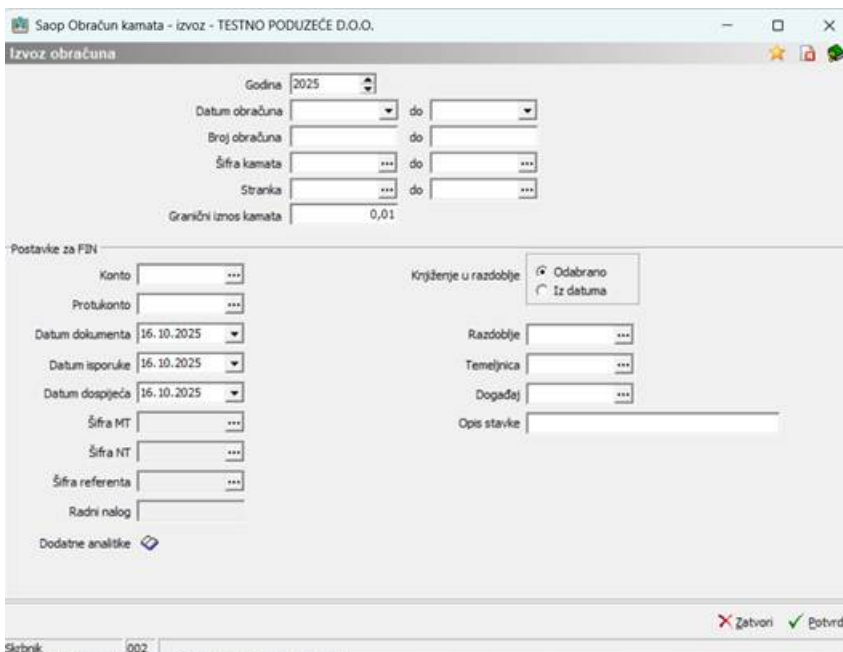 Saop Obračun kamata - izvoz - TESTNO PODUZEĆE D.O.O.
Izvoz obračuna
Godina 2025
Datum obračuna do
Broj obračuna do
Šifra kamata do
Stranka do
Granični iznos kamata 0,01
Postavke za FIN
Konto
Knjiženje u razdoblje Odabrano
Iz datuma
Protukonto
Datum dokumenta 16.10.2025 Razdoblje
Datum isporuke 16.10.2025 Temeljnica
Datum dospijeća 16.10.2025 Događaj
Šifra MT Opis stavke
Šifra NT
Šifra referenta
Radni nalog
Dodatne analitike
Zatvori Potvrd
Skrbnik 002